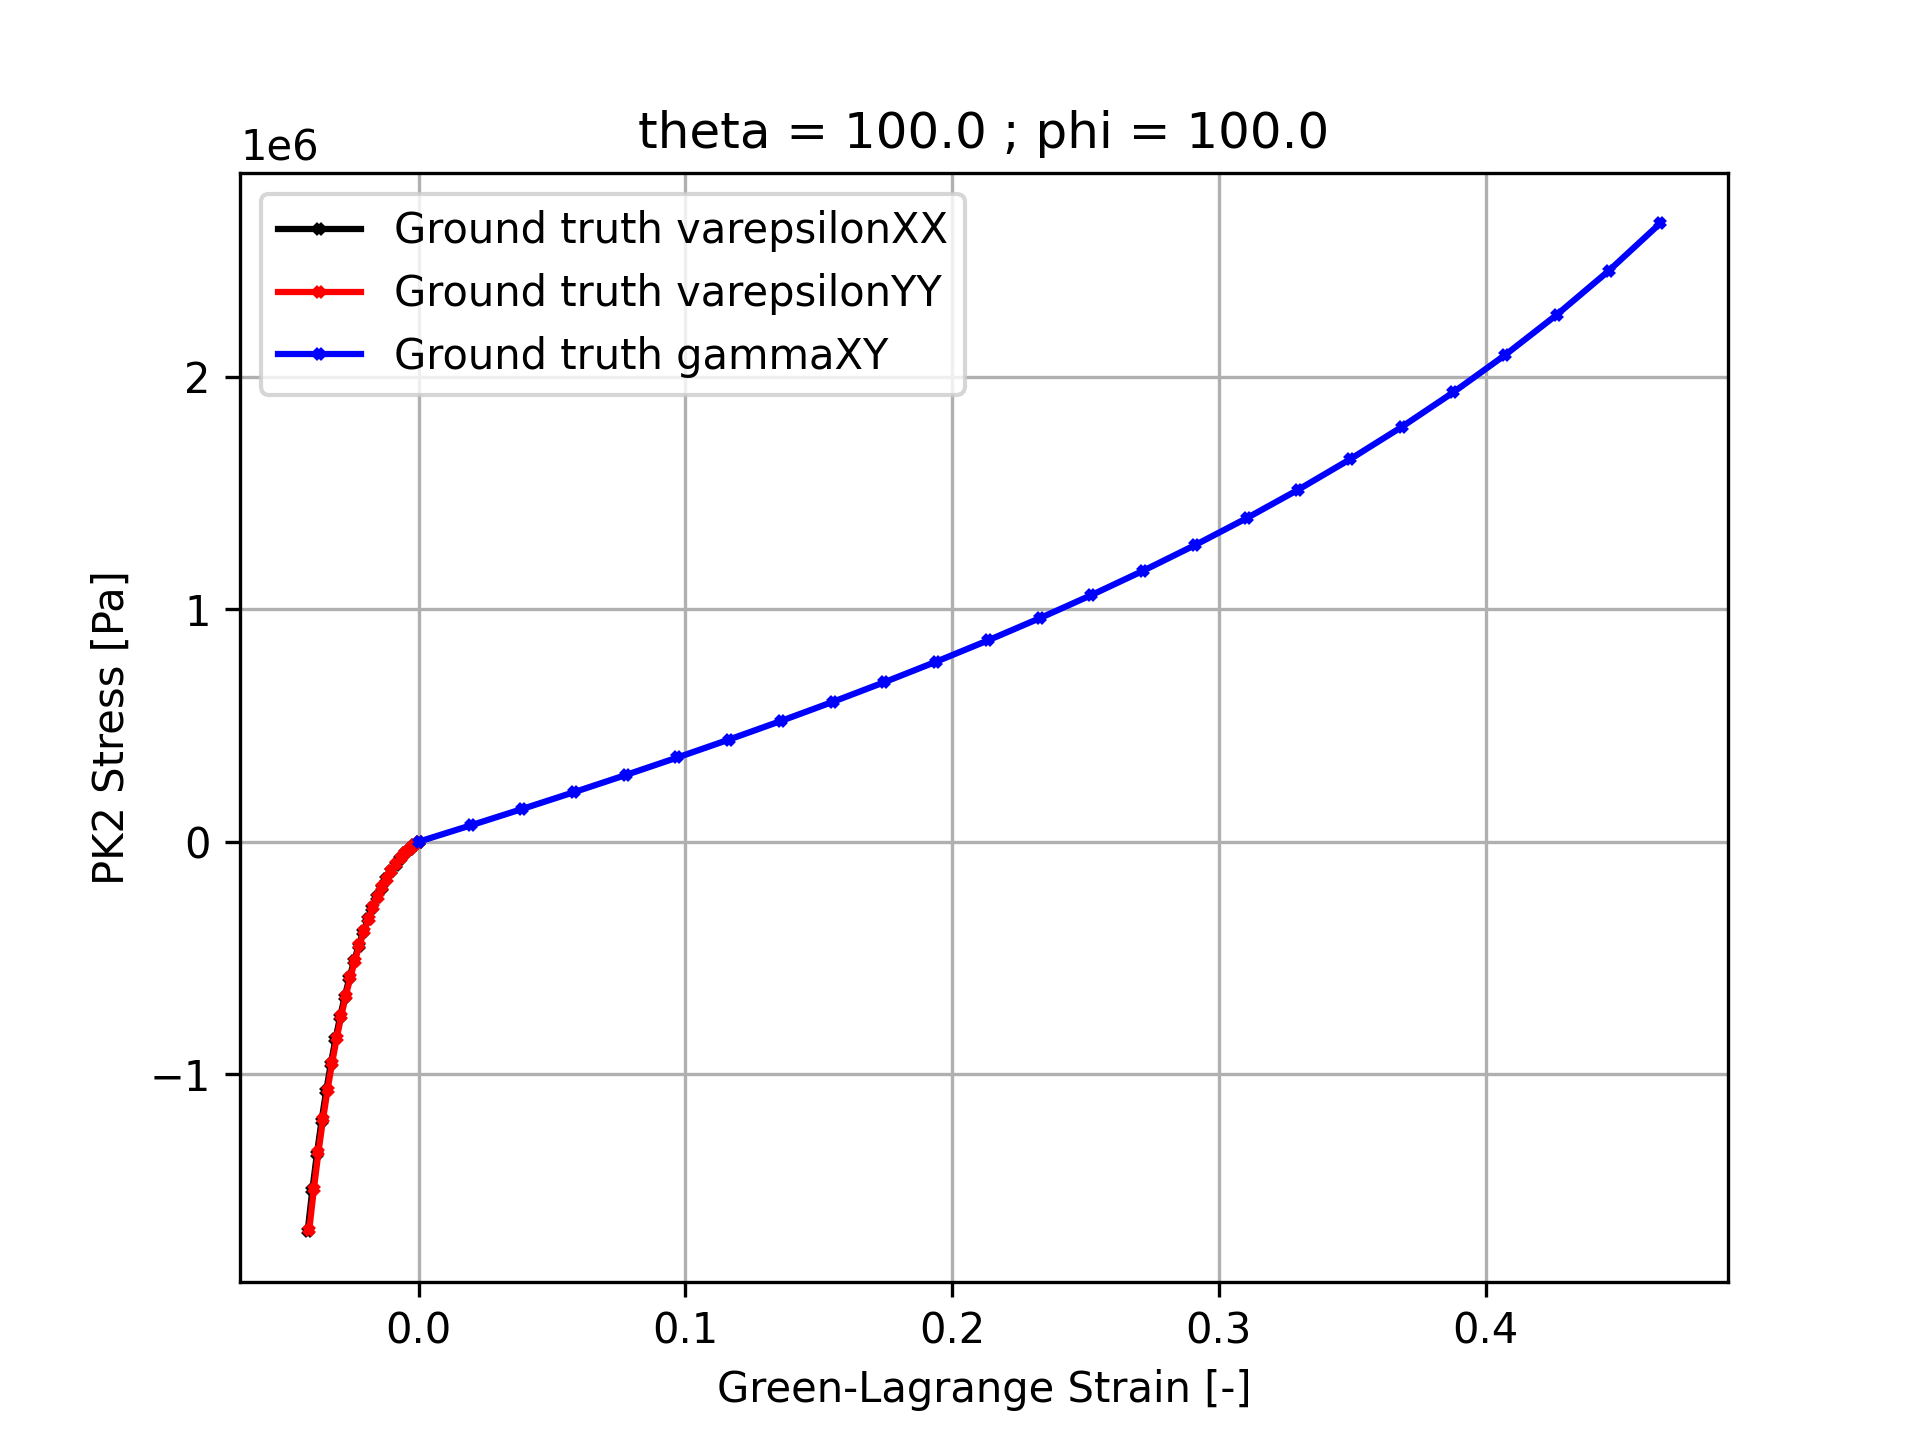 theta = 100.0 ; phi = 100.0
1e6
Ground truth varepsilonXX
Ground truth varepsilonYY
Ground truth gammaXY
2
1
0
−1
PK2 Stress [Pa]
0.0 0.1 0.2 0.3 0.4
Green-Lagrange Strain [-]